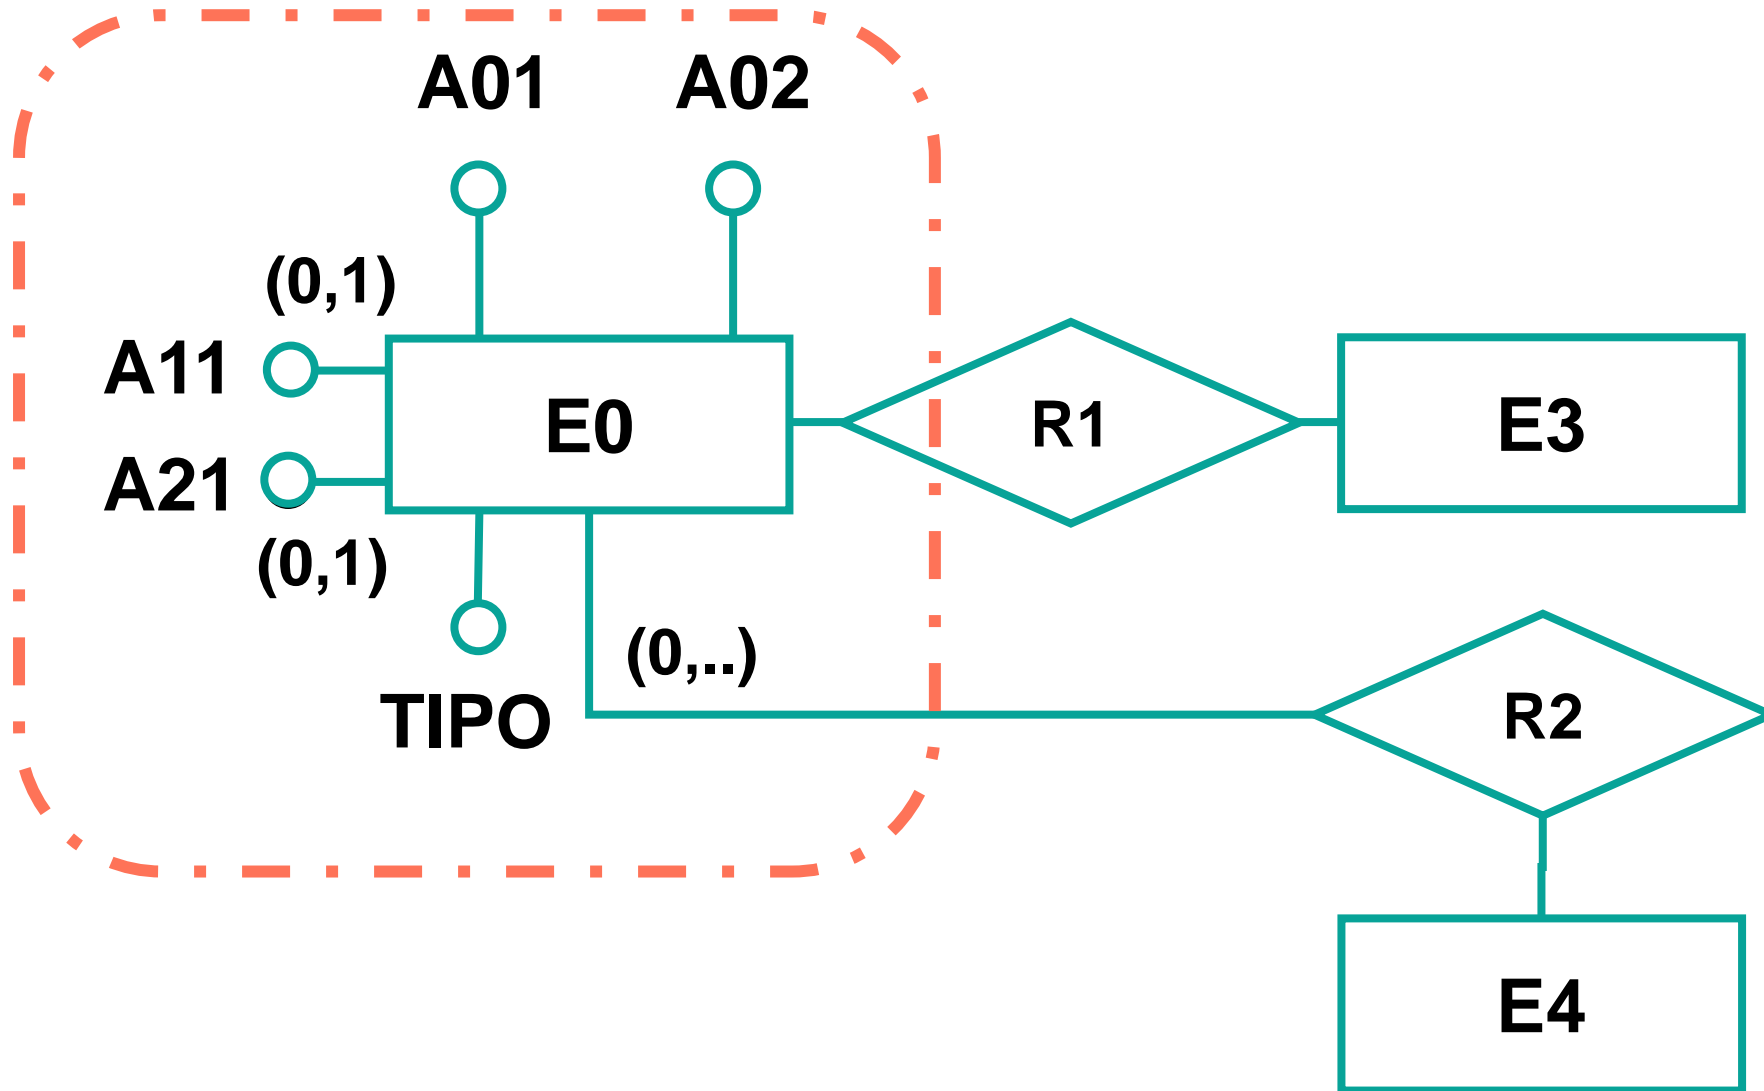 A01
A02
(0,1)
A11
E0
R1
E3
A21
(0,1)
(0,..)
TIPO
R2
E4